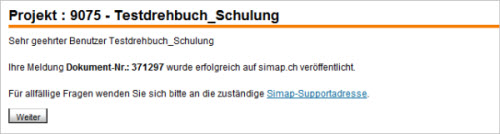 Projekt : 9075 - Testdrehbuch_Schulung
Sehr geehrter Benutzer Testdrehbuch_Schulung
Ihre Meldung Dokument-Nr.: 371297 wurde erfolgreich auf simap.ch veröffentlicht.
Für allfällige Fragen wenden Sie sich bitte an die zuständige Simap-Supportadresse.
Weiter